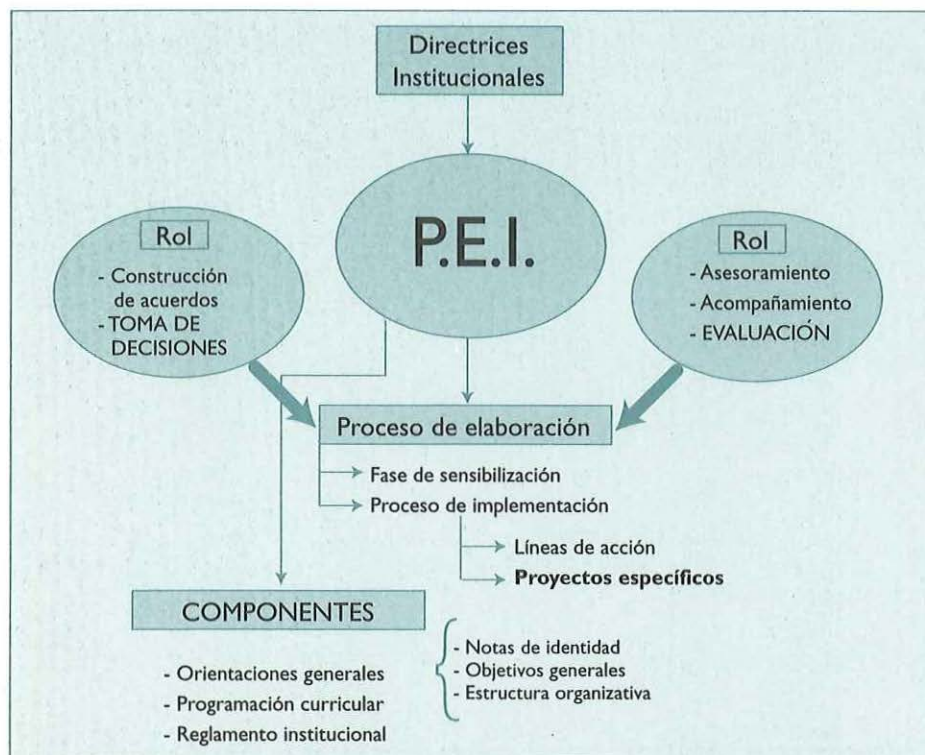 Directrices
Institucionales
P.E.I.
Rol
- Construcción
de acuerdos
- TOMA DE
DECISIONES
Rol
- Asesoramiento
- Acompañamiento
- EVALUACIÓN
Proceso de elaboración
Fase de sensibilización
Proceso de implementación
Líneas de acción
Proyectos específicos
COMPONENTES
- Orientaciones generales
- Programación curricular
- Reglamento institucional
- Notas de identidad
- Objetivos generales
- Estructura organizativa